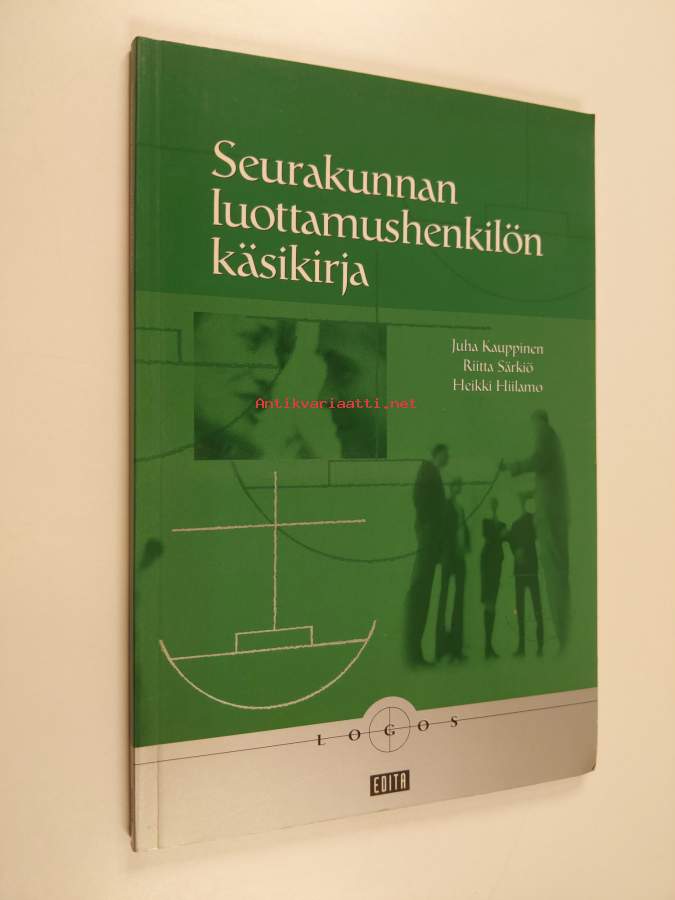 Seurakunnan
luottamushenkilön
käsikirja
Juha Kauppinen
Riitta Särkiö
Heikki Hiilamo
Antikvariaatti.net
LOGOS
EDITA